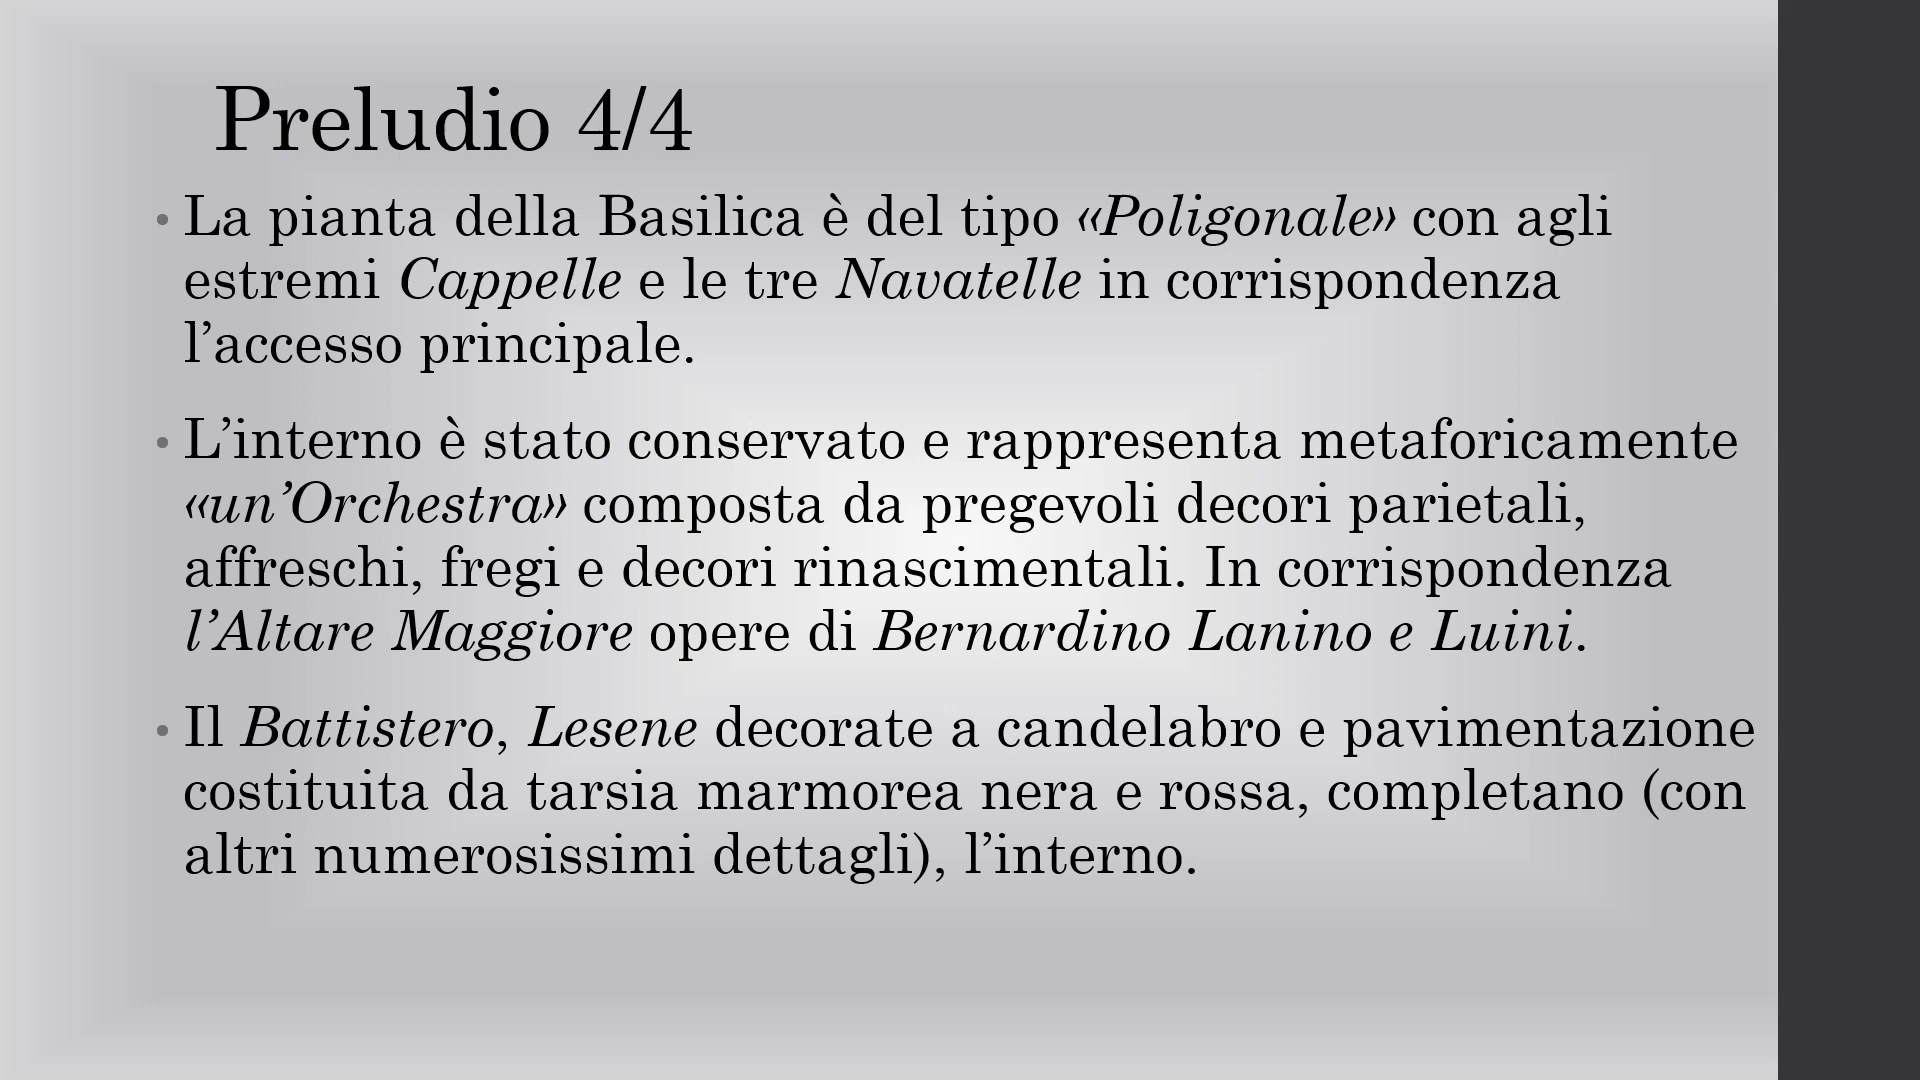 Preludio 4/4
• La pianta della Basilica è del tipo «Poligonale» con agli
estremi Cappelle e le tre Navatelle in corrispondenza
l’accesso principale.
• L’interno è stato conservato e rappresenta metaforicamente
«un’Orchestra» composta da pregevoli decori parietali,
affreschi, fregi e decori rinascimentali. In corrispondenza
l’Altare Maggiore opere di Bernardino Lanino e Luini.
• Il Battistero, Lesene decorate a candelabro e pavimentazione
costituita da tarsia marmorea nera e rossa, completano (con
altri numerosissimi dettagli), l’interno.